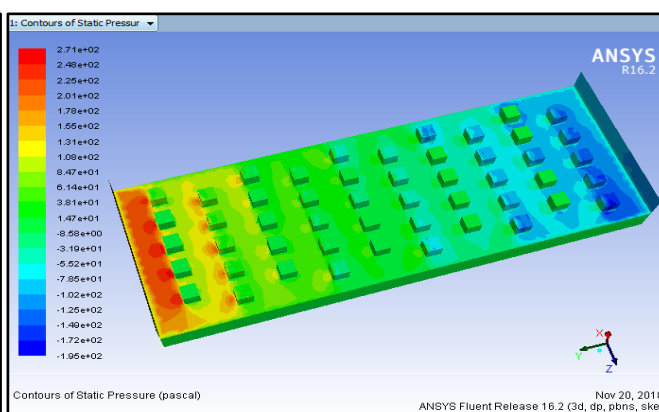 1: Contours of Static Pressur
ANSYS
R16.2
2.71e+02
2.48e+02
2.25e+02
2.01e+02
1.78e+02
1.55e+02
1.31e+02
1.08e+02
8.47e+01
6.14e+01
3.81e+01
1.47e+01
-8.58e+00
-3.19e+01
-5.52e+01
-7.85e+01
-1.02e+02
-1.25e+02
-1.49e+02
-1.72e+02
-1.95e+02
X
Y
Z
Contours of Static Pressure (pascal)
Nov 20, 2018
ANSYS Fluent Release 16.2 (3d, dp, pbns, ske